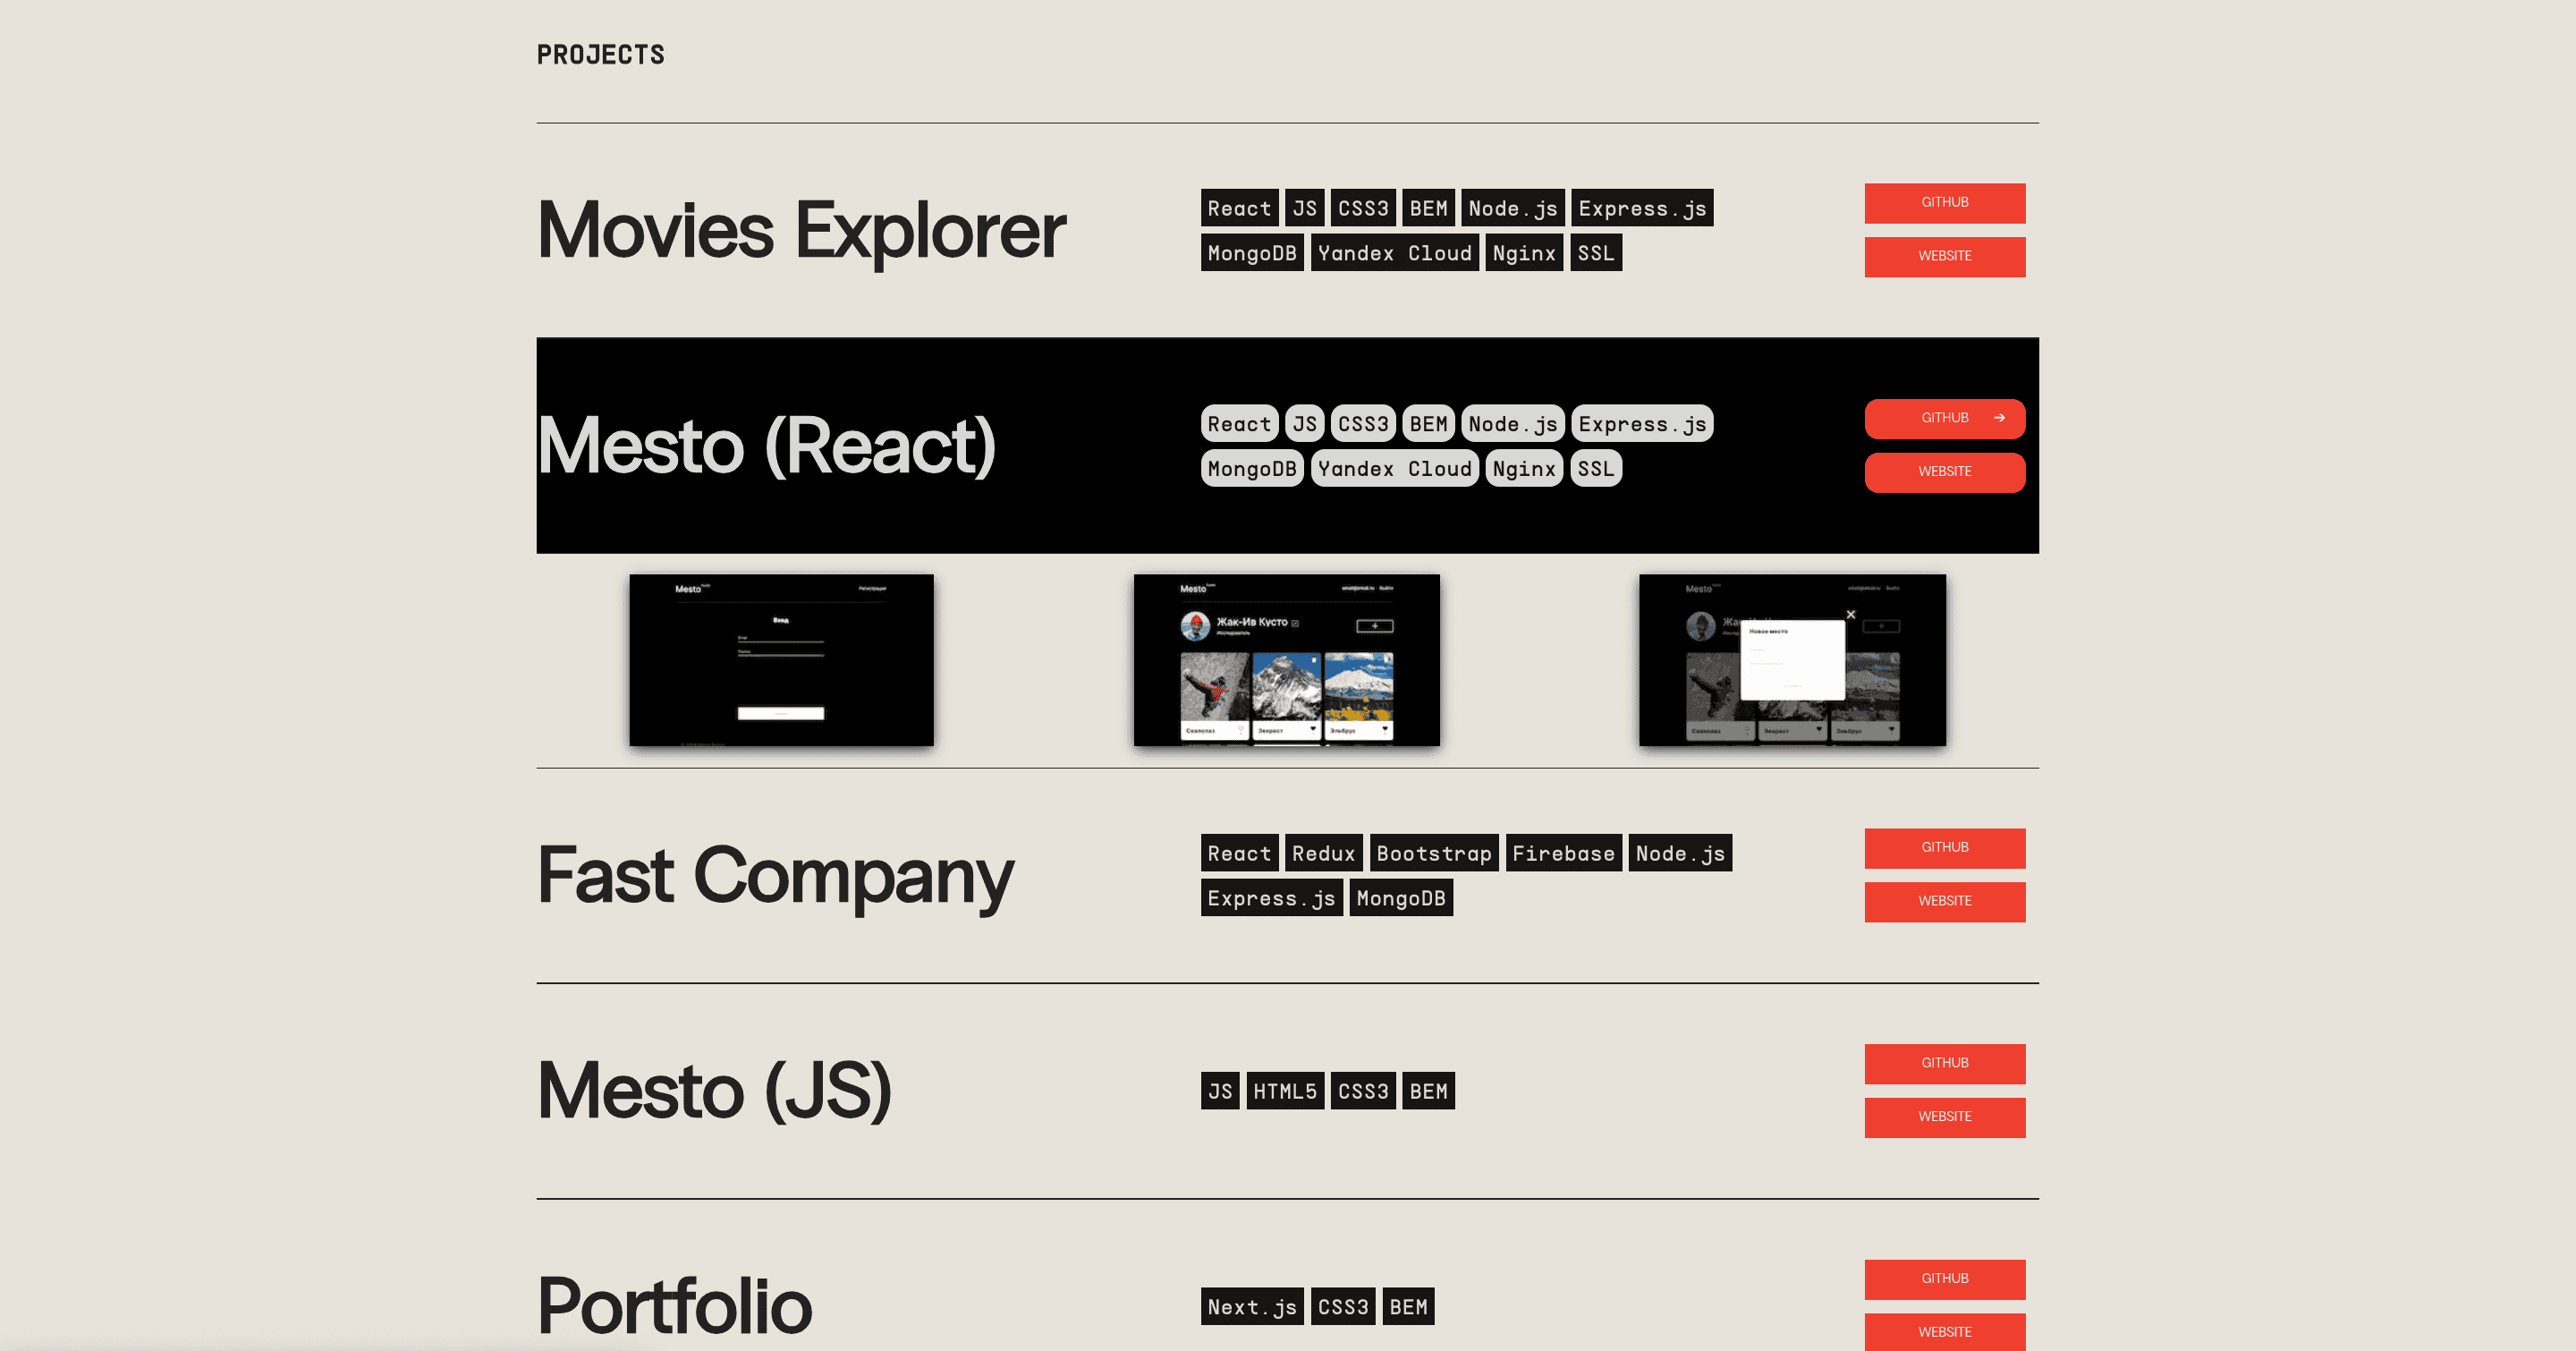 PROJECTS
Movies Explorer
React JS CSS3 BEM Node.js Express.js
MongoDB Yandex Cloud Nginx SSL
GITHUB
WEBSITE
Mesto (React)
React JS CSS3 BEM Node.js Express.js
MongoDB Yandex Cloud Nginx SSL
GITHUB →
WEBSITE
Mesto
Регистрация
Вход
Mesto
Жак-Ив Кусто
Скалолаз
Эверест
Эльбрус
Mesto
Новое место
Скалолаз
Эверест
Эльбрус
Fast Company
React Redux Bootstrap Firebase Node.js
Express.js MongoDB
GITHUB
WEBSITE
Mesto (JS)
JS HTML5 CSS3 BEM
GITHUB
WEBSITE
Portfolio
Next.js CSS3 BEM
GITHUB
WEBSITE